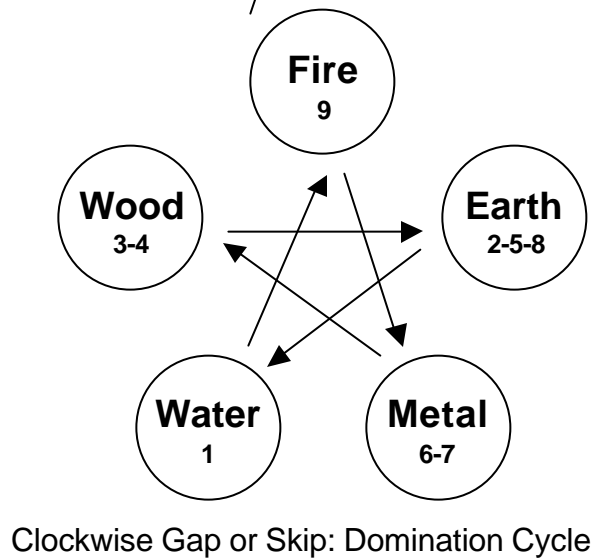 Fire
9
Wood
3-4
Earth
2-5-8
Water
1
Metal
6-7
Clockwise Gap or Skip: Domination Cycle